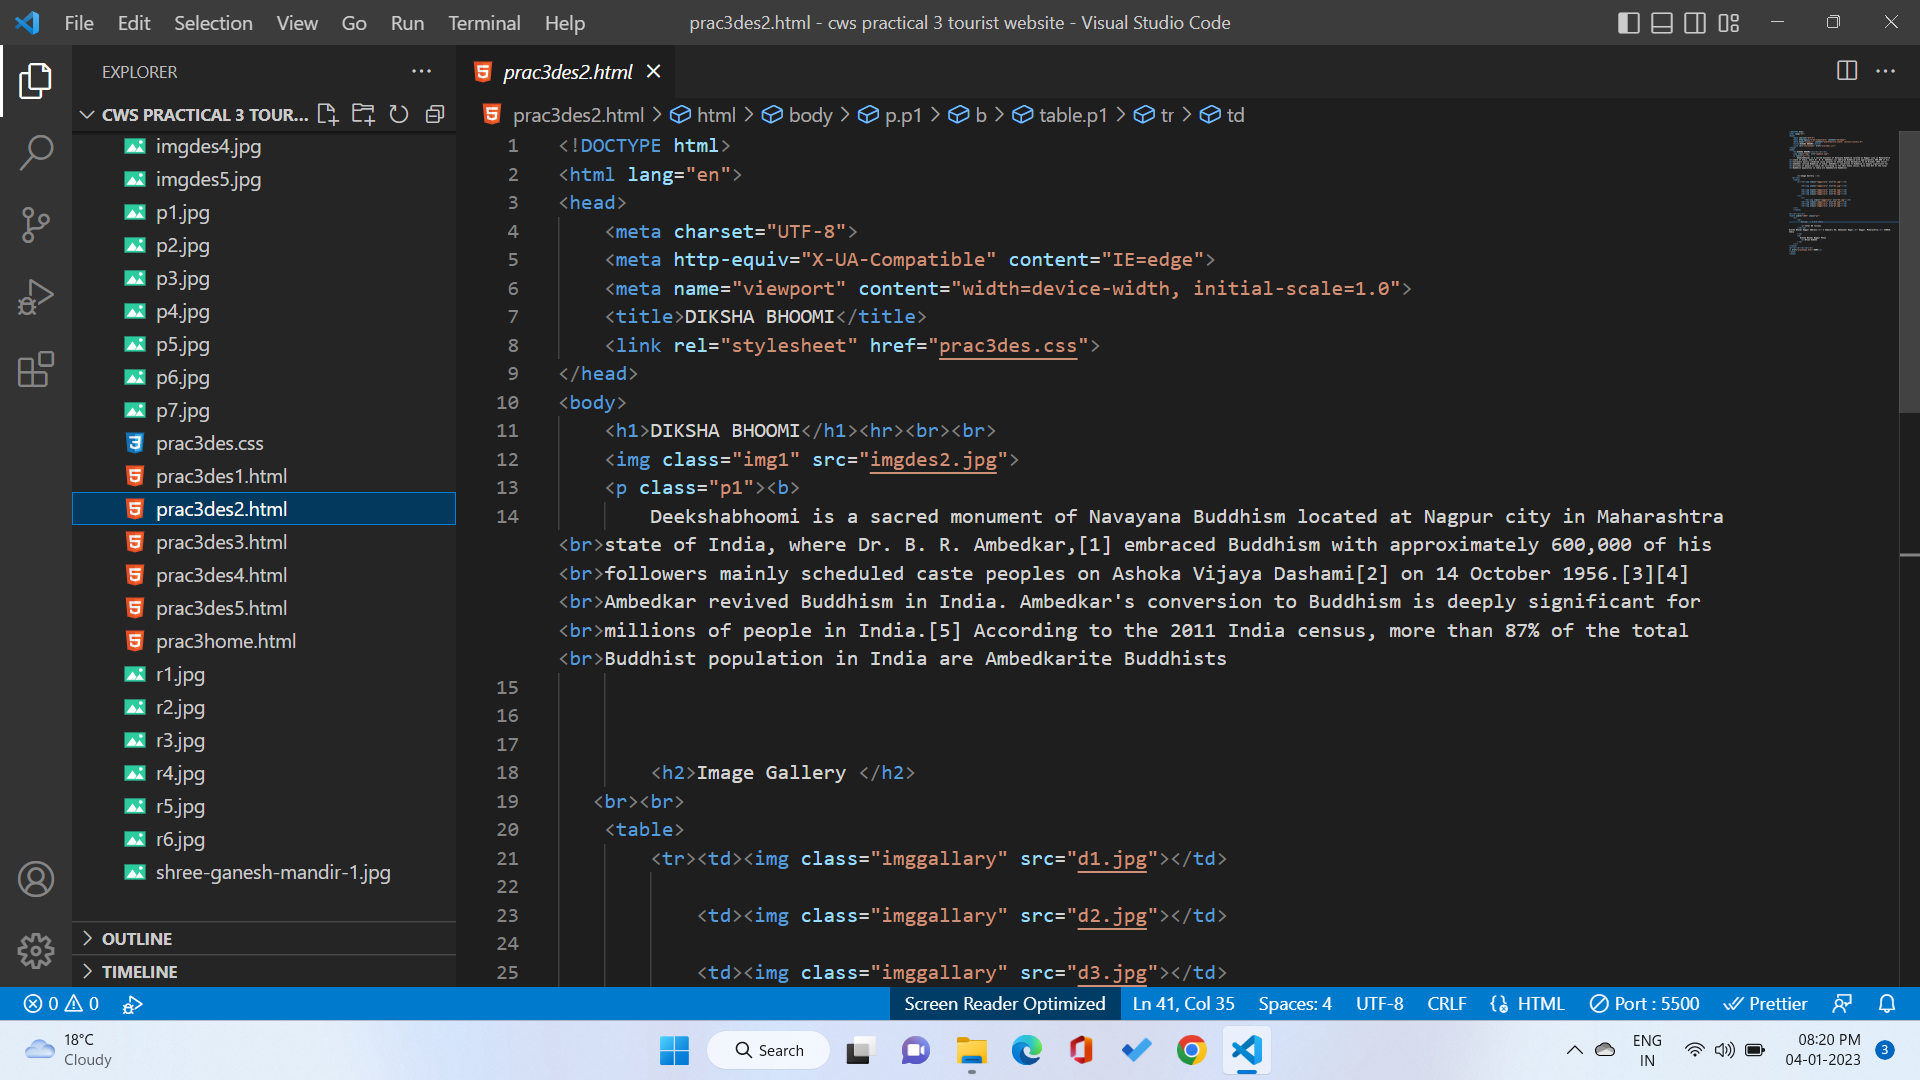 File Edit Selection View Go Run Terminal Help
prac3des2.html - cws practical 3 tourist website - Visual Studio Code
EXPLORER
CWS PRACTICAL 3 TOUR...
imgdes4.jpg
imgdes5.jpg
p1.jpg
p2.jpg
p3.jpg
p4.jpg
p5.jpg
p6.jpg
p7.jpg
prac3des.css
prac3des1.html
prac3des2.html
prac3des3.html
prac3des4.html
prac3des5.html
prac3home.html
r1.jpg
r2.jpg
r3.jpg
r4.jpg
r5.jpg
r6.jpg
shree-ganesh-mandir-1.jpg
OUTLINE
TIMELINE
prac3des2.html
prac3des2.html > html > body > p.p1 > b > table.p1 > tr > td
1 <!DOCTYPE html>
2 <html lang="en">
3 <head>
4 <meta charset="UTF-8">
5 <meta http-equiv="X-UA-Compatible" content="IE=edge">
6 <meta name="viewport" content="width=device-width, initial-scale=1.0">
7 <title>DIKSHA BHOOMI</title>
8 <link rel="stylesheet" href="prac3des.css">
9 </head>
10 <body>
11 <h1>DIKSHA BHOOMI</h1><hr><br><br>
12 <img class="img1" src="imgdes2.jpg">
13 <p class="p1"><b>
14 Deekshabhoomi is a sacred monument of Navayana Buddhism located at Nagpur city in Maharashtra
<br>state of India, where Dr. B. R. Ambedkar,[1] embraced Buddhism with approximately 600,000 of his
<br>followers mainly scheduled caste peoples on Ashoka Vijaya Dashami[2] on 14 October 1956.[3][4]
<br>Ambedkar revived Buddhism in India. Ambedkar's conversion to Buddhism is deeply significant for
<br>millions of people in India.[5] According to the 2011 India census, more than 87% of the total
<br>Buddhist population in India are Ambedkarite Buddhists
15
16
17
18 <h2>Image Gallery </h2>
19 <br><br>
20 <table>
21 <tr><td><img class="imggallary" src="d1.jpg"></td>
22
23 <td><img class="imggallary" src="d2.jpg"></td>
24
25 <td><img class="imggallary" src="d3.jpg"></td>
0 0
Screen Reader Optimized Ln 41, Col 35 Spaces: 4 UTF-8 CRLF HTML Port : 5500 Prettier
18°C
Cloudy
Search
ENG
IN
08:20 PM
04-01-2023
3